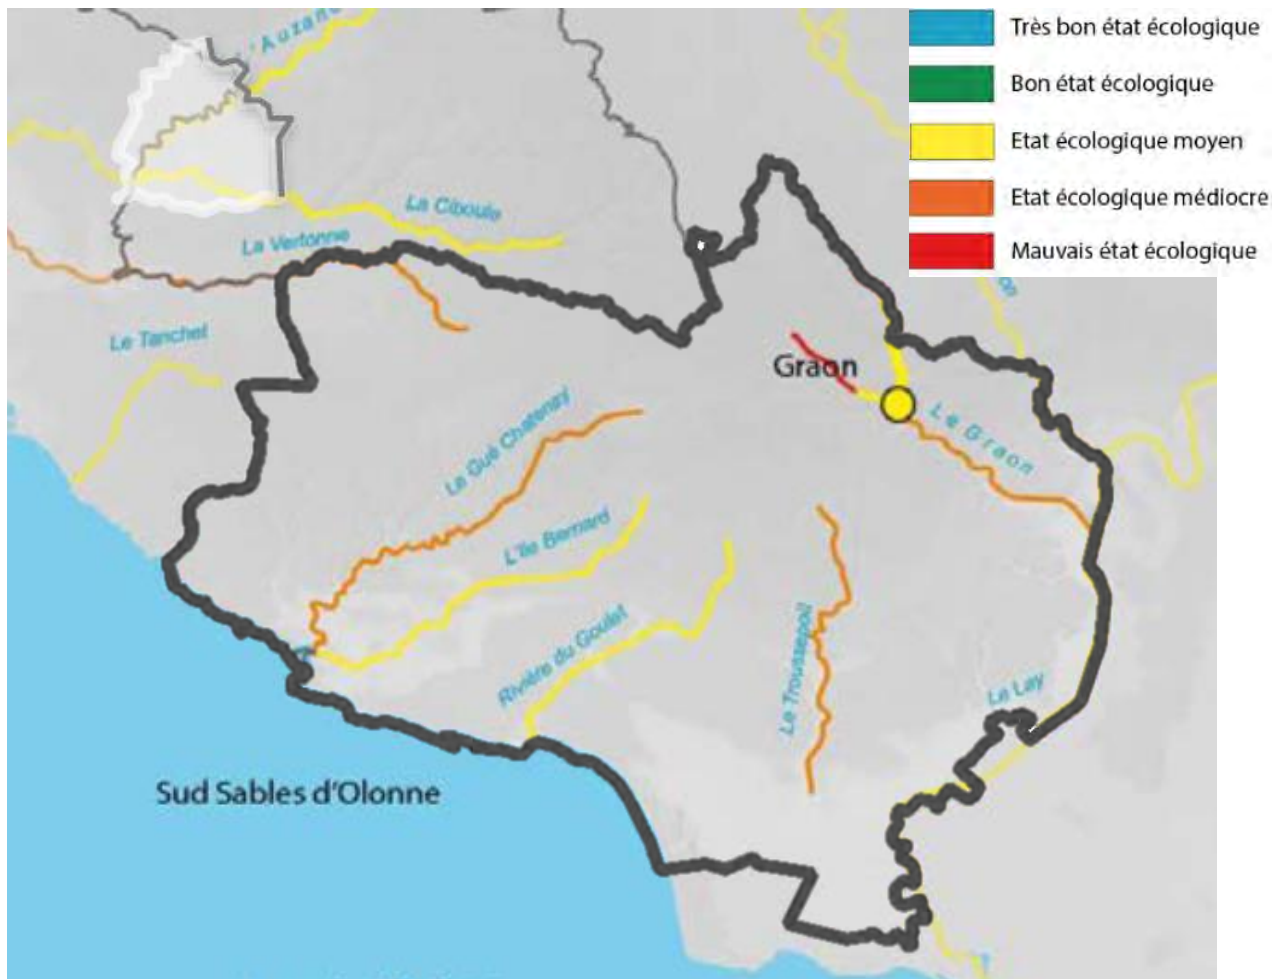 l'Auzan
Très bon état écologique
Bon état écologique
Etat écologique moyen
Etat écologique médiocre
Mauvais état écologique
La Ciboule
La Vertonne
on
Le Tanchet
Graon
Le Graon
Le Gué Chatenay
L'Ile Bernard
Rivière du Goulet
Le Troussepoil
Le Lay
Sud Sables d'Olonne